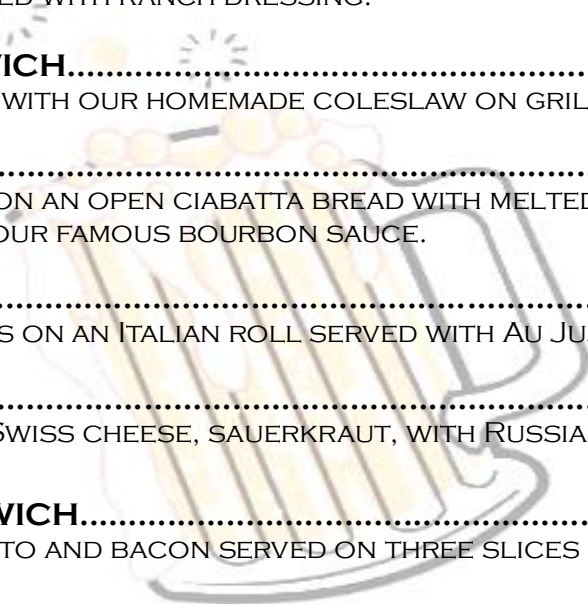 ED WITH RANCH DRESSING.
WICH................................................
WITH OUR HOMEMADE COLESLAW ON GRIL
................................................
ON AN OPEN CIABATTA BREAD WITH MELTED
OUR FAMOUS BOURBON SAUCE.
................................................
S ON AN ITALIAN ROLL SERVED WITH AU JU
................................................
SWISS CHEESE, SAUERKRAUT, WITH RUSSIA
WICH................................................
TO AND BACON SERVED ON THREE SLICES